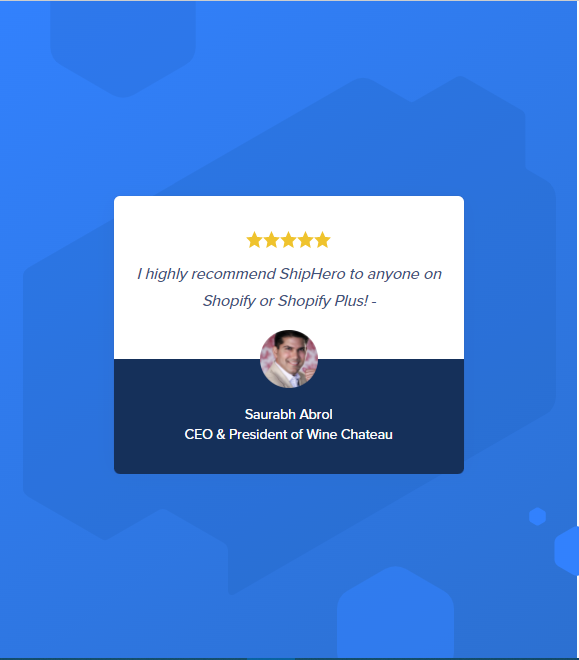 I highly recommend ShipHero to anyone on
Shopify or Shopify Plus! -
Saurabh Abrol
CEO & President of Wine Chateau